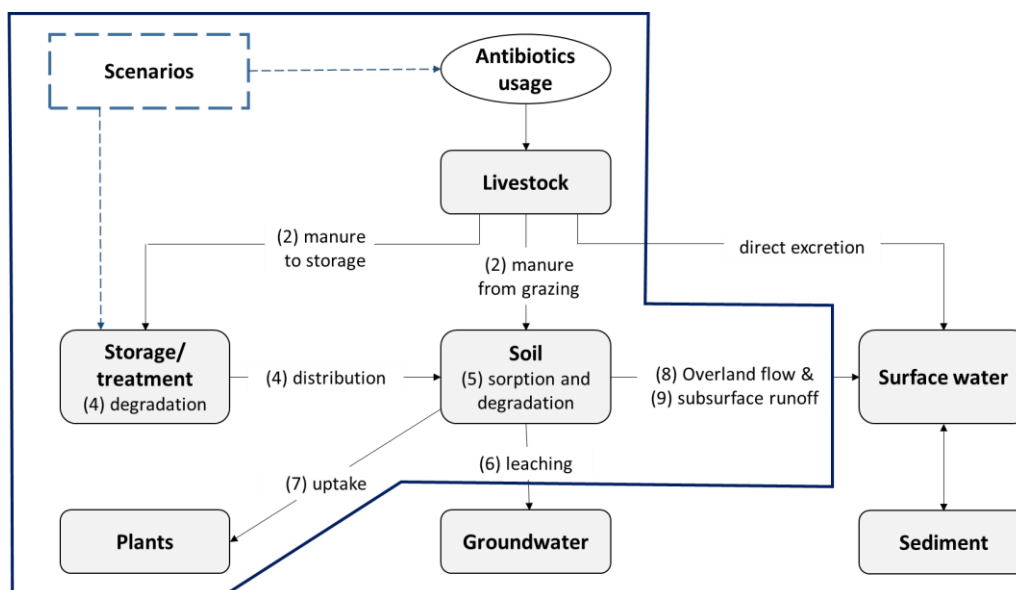 Scenarios
Antibiotics
usage
Livestock
(2) manure
to storage
(2) manure
from grazing
direct excretion
Storage/
treatment
(4) degradation
(4) distribution
Soil
(5) sorption and
degradation
(8) Overland flow &
(9) subsurface runoff
Surface water
(7) uptake
(6) leaching
Plants
Groundwater
Sediment